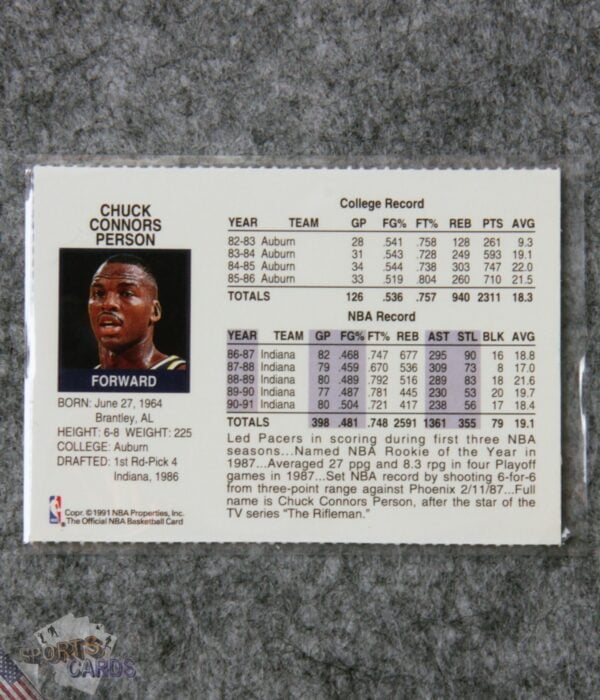 CHUCK
CONNORS
PERSON
FORWARD
BORN: June 27, 1964
Brantley, AL
HEIGHT: 6-8 WEIGHT: 225
COLLEGE: Auburn
DRAFTED: 1st Rd-Pick 4
Indiana, 1986
Copr. ©1991 NBA Properties, Inc.
The Official NBA Basketball Card
College Record
YEAR TEAM GP FG% FT% REB PTS AVG
82-83 Auburn 28 .541 .758 128 261 9.3
83-84 Auburn 31 .543 .728 249 593 19.1
84-85 Auburn 34 .544 .738 303 747 22.0
85-86 Auburn 33 .519 .804 260 710 21.5
TOTALS 126 .536 .757 940 2311 18.3
NBA Record
YEAR TEAM GP FG% FT% REB AST STL BLK AVG
86-87 Indiana 82 .468 .747 677 295 90 16 18.8
87-88 Indiana 79 .459 .670 536 309 73 8 17.0
88-89 Indiana 80 .489 .792 516 289 83 18 21.6
89-90 Indiana 77 .487 .781 445 230 53 20 19.7
90-91 Indiana 80 .504 .721 417 238 56 17 18.4
TOTALS 398 .481 .748 2591 1361 355 79 19.1
Led Pacers in scoring during first three NBA
seasons...Named NBA Rookie of the Year in
1987...Averaged 27 ppg and 8.3 rpg in four Playoff
games in 1987...Set NBA record by shooting 6-for-6
from three-point range against Phoenix 2/11/87...Full
name is Chuck Connors Person, after the star of the
TV series "The Rifleman."
SPORTS
CARDS